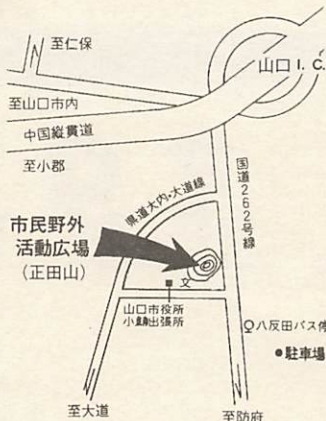 至仁保
山口 I. C.
至山口市内
中国縦貫道
至小郡
県道大内・大道線
国道262号線
市民野外
活動広場
(正田山)
文
山口市役所
小鯖出張所
八反田バス停
●駐車場
至大道
至防府